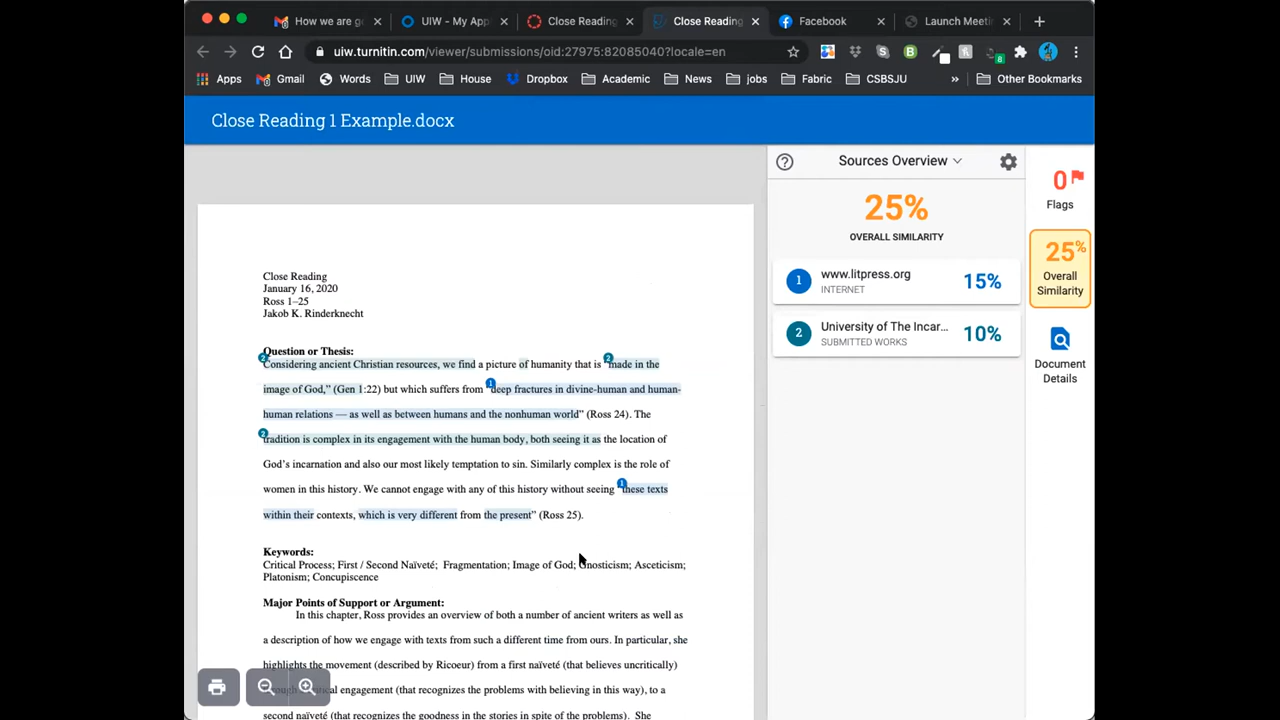 How we are g
UIW - My App
Close Reading
Close Reading
Facebook
Launch Meeti
uiw.turnitin.com/viewer/submissions/oid:27975:82085040?locale=en
Apps
Gmail
Words
UIW
House
Dropbox
Academic
News
jobs
Fabric
CSBSJU
»
Other Bookmarks
Close Reading 1 Example.docx
Sources Overview
25%
OVERALL SIMILARITY
1 www.litpress.org 15%
INTERNET
2 University of The Incar... 10%
SUBMITTED WORKS
0
Flags
25%
Overall
Similarity
Document
Details
Close Reading
January 16, 2020
Ross 1–25
Jakob K. Rinderknecht
Question or Thesis:
Considering ancient Christian resources, we find a picture of humanity that is "made in the
image of God," (Gen 1:22) but which suffers from "deep fractures in divine-human and human-
human relations — as well as between humans and the nonhuman world" (Ross 24). The
tradition is complex in its engagement with the human body, both seeing it as the location of
God's incarnation and also our most likely temptation to sin. Similarly complex is the role of
women in this history. We cannot engage with any of this history without seeing "these texts
within their contexts, which is very different from the present" (Ross 25).
Keywords:
Critical Process; First / Second Naïveté; Fragmentation; Image of God; Gnosticism; Asceticism;
Platonism; Concupiscence
Major Points of Support or Argument:
In this chapter, Ross provides an overview of both a number of ancient writers as well as
a description of how we engage with texts from such a different time from ours. In particular, she
highlights the movement (described by Ricoeur) from a first naïveté (that believes uncritically)
engagement (that recognizes the problems with believing in this way), to a
second naïveté (that recognizes the goodness in the stories in spite of the problems). She